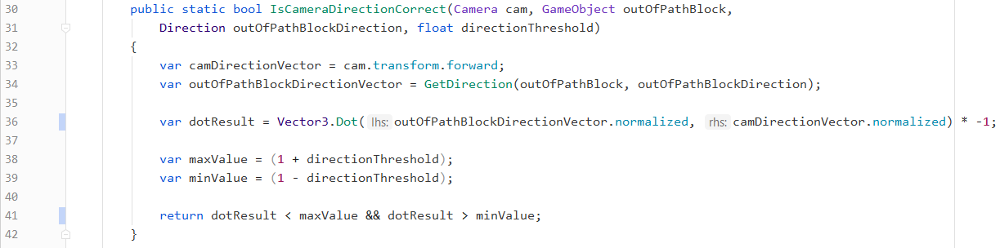 30 public static bool IsCameraDirectionCorrect(Camera cam, GameObject outOfPathBlock,
31 Direction outOfPathBlockDirection, float directionThreshold)
32 {
33 var camDirectionVector = cam.transform.forward;
34 var outOfPathBlockDirectionVector = GetDirection(outOfPathBlock, outOfPathBlockDirection);
35
36 var dotResult = Vector3.Dot( lhs: outOfPathBlockDirectionVector.normalized, rhs: camDirectionVector.normalized) * -1;
37
38 var maxValue = (1 + directionThreshold);
39 var minValue = (1 - directionThreshold);
40
41 return dotResult < maxValue && dotResult > minValue;
42 }